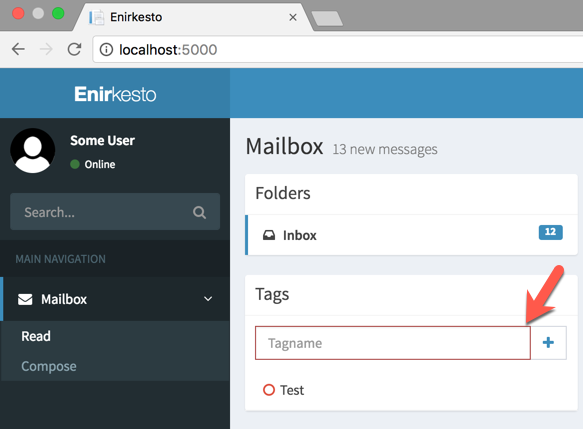 Enirkesto
localhost:5000
Enirkesto
Some User
Online
Search...
MAIN NAVIGATION
Mailbox
Read
Compose
Mailbox 13 new messages
Folders
Inbox 12
Tags
Tagname
Test